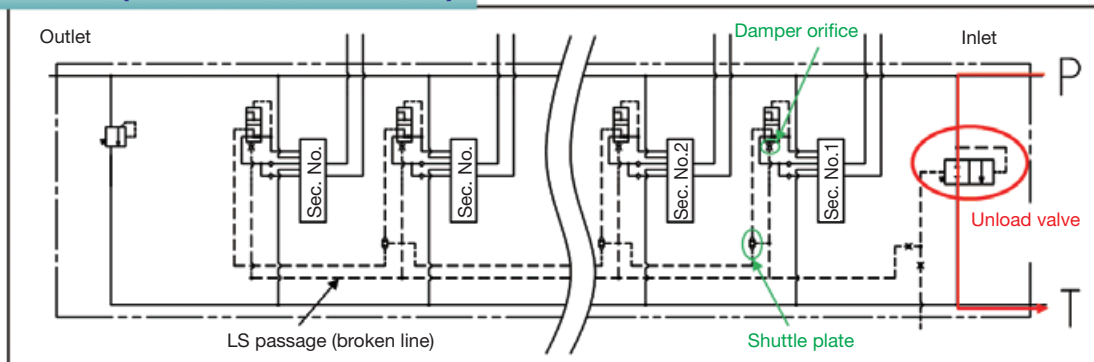 Outlet
Damper orifice
Inlet
P
Sec. No.
Sec. No.
Sec. No.2
Sec. No.1
Unload valve
T
LS passage (broken line)
Shuttle plate